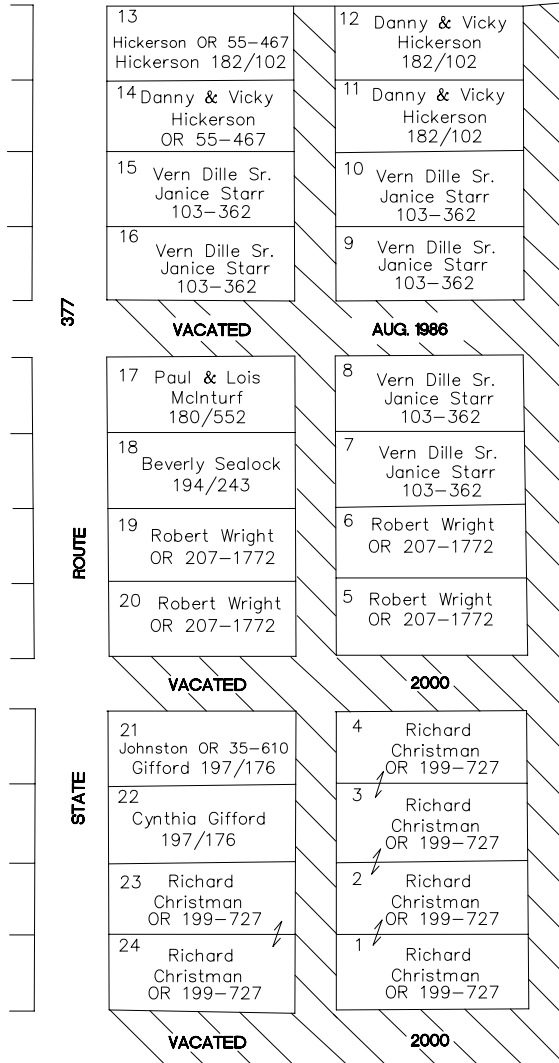 13
Hickerson OR 55-467
Hickerson 182/102
12 Danny & Vicky
Hickerson
182/102
14 Danny & Vicky
Hickerson
OR 55-467
11 Danny & Vicky
Hickerson
182/102
15 Vern Dille Sr.
Janice Starr
103-362
10 Vern Dille Sr.
Janice Starr
103-362
16 Vern Dille Sr.
Janice Starr
103-362
9 Vern Dille Sr.
Janice Starr
103-362
377
VACATED AUG. 1986
17 Paul & Lois
McInturf
180/552
8 Vern Dille Sr.
Janice Starr
103-362
18 Beverly Sealock
194/243
7 Vern Dille Sr.
Janice Starr
103-362
ROUTE
19 Robert Wright
OR 207-1772
6 Robert Wright
OR 207-1772
20 Robert Wright
OR 207-1772
5 Robert Wright
OR 207-1772
VACATED 2000
21
Johnston OR 35-610
Gifford 197/176
4 Richard
Christman
OR 199-727
STATE
22
Cynthia Gifford
197/176
3 Richard
Christman
OR 199-727
23 Richard
Christman
OR 199-727
2 Richard
Christman
OR 199-727
24 Richard
Christman
OR 199-727
1 Richard
Christman
OR 199-727
VACATED 2000